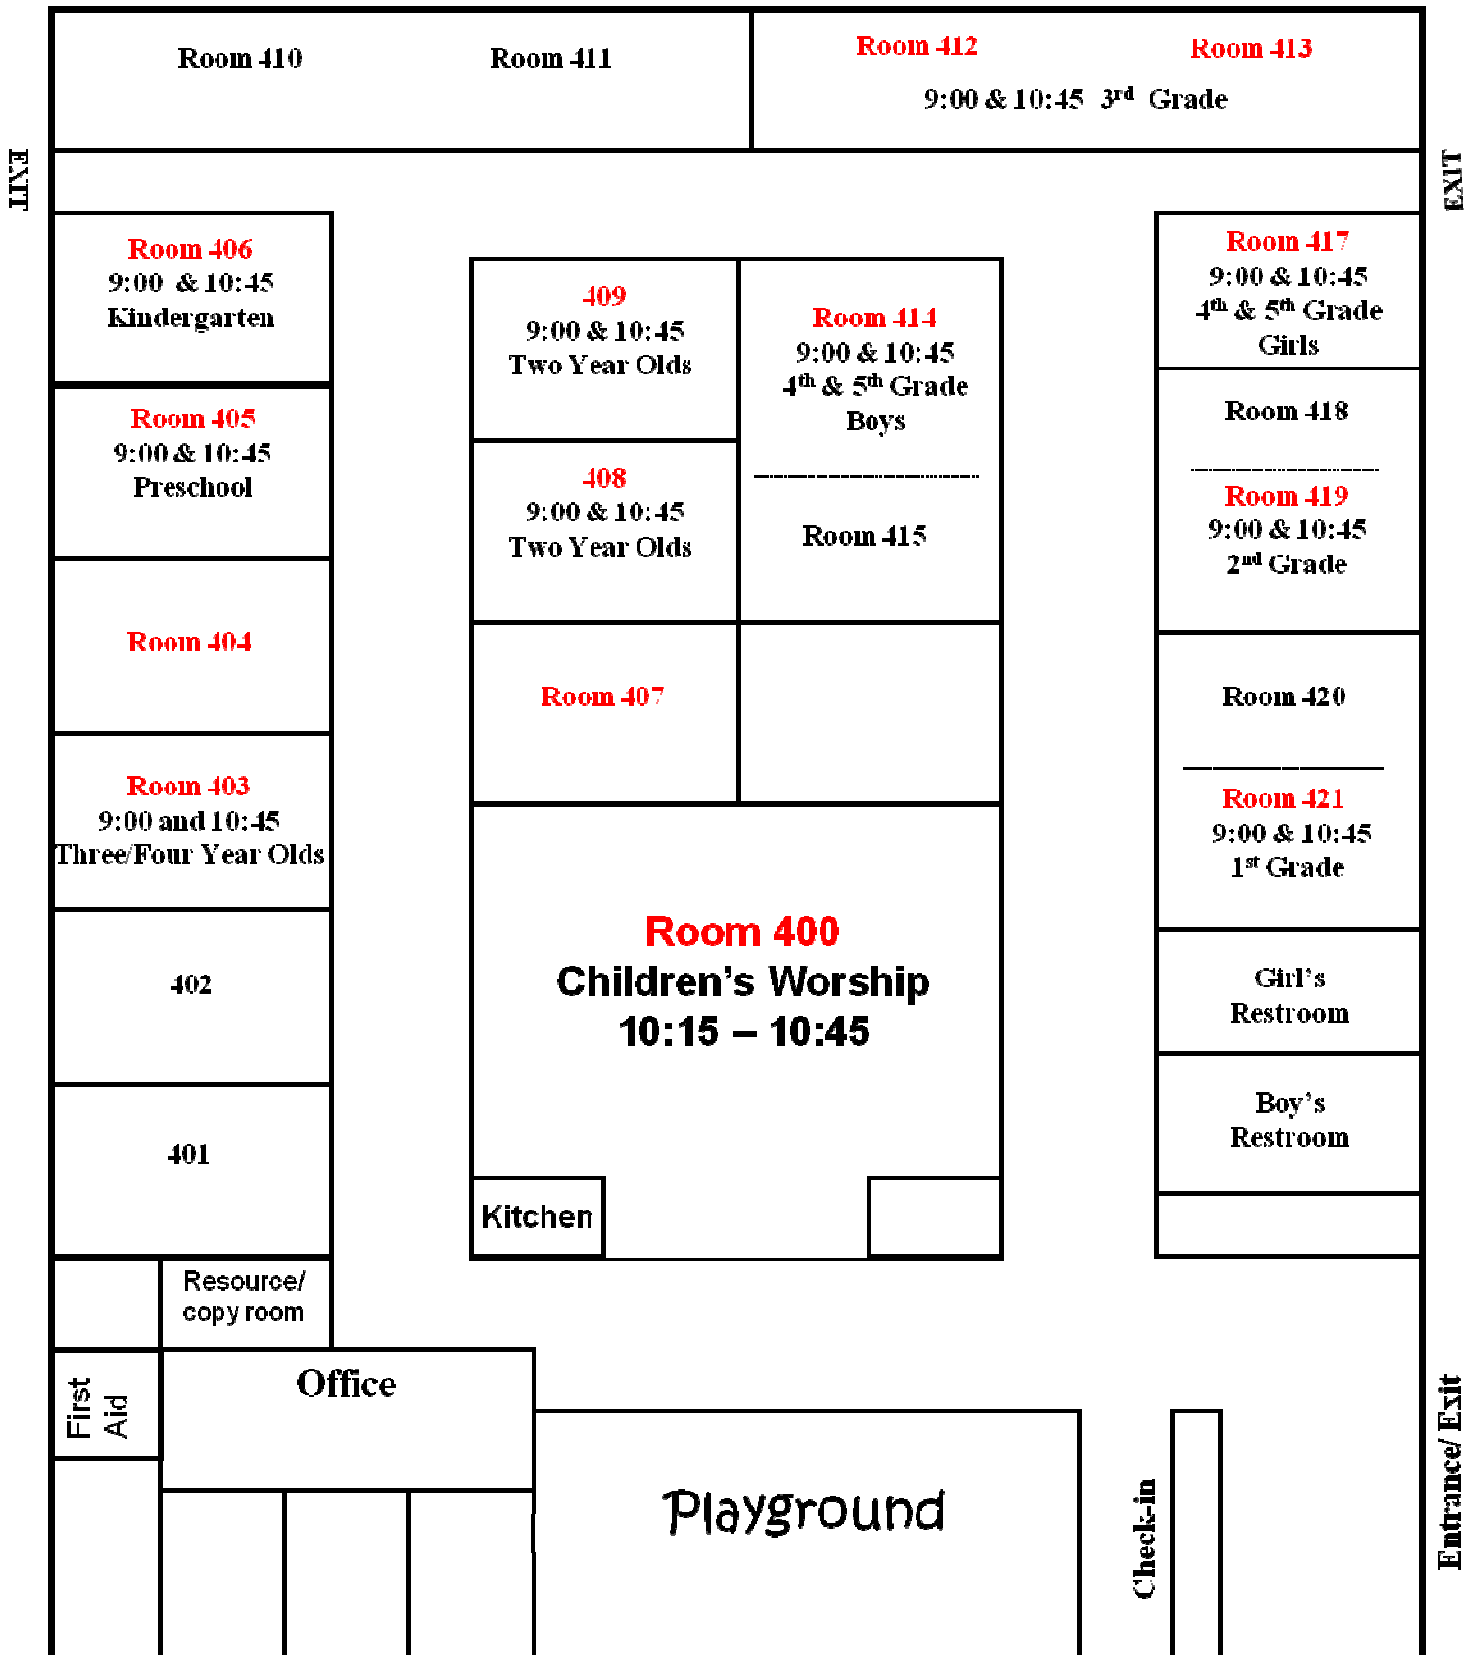 Room 410
Room 411
Room 412
Room 413
9:00 & 10:45 3rd Grade
EXIT
EXIT
Room 406
9:00 & 10:45
Kindergarten
Room 405
9:00 & 10:45
Preschool
Room 404
Room 403
9:00 and 10:45
Three/Four Year Olds
402
401
Resource/
copy room
First
Aid
Office
409
9:00 & 10:45
Two Year Olds
408
9:00 & 10:45
Two Year Olds
Room 407
Room 414
9:00 & 10:45
4th & 5th Grade
Boys
Room 415
Room 400
Children's Worship
10:15 – 10:45
Kitchen
Room 417
9:00 & 10:45
4th & 5th Grade
Girls
Room 418
Room 419
9:00 & 10:45
2nd Grade
Room 420
Room 421
9:00 & 10:45
1st Grade
Girl's
Restroom
Boy's
Restroom
Playground
Check-in
Entrance/ Exit